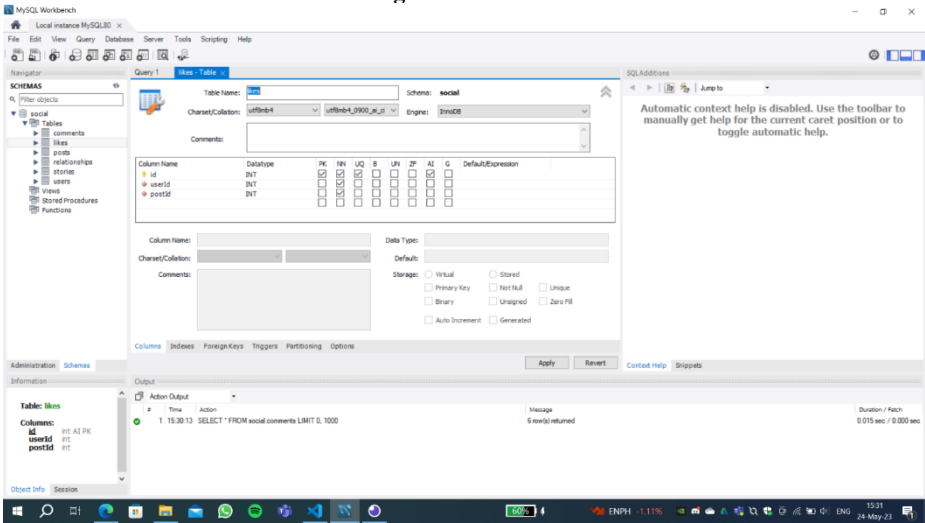 MySQL Workbench
Local instance MySQL80 ×
File Edit View Query Database Server Tools Scripting Help
Navigator
SCHEMAS
Filter objects
social
Tables
comments
likes
posts
relationships
stories
users
Views
Stored Procedures
Functions
Administration Schemas
Query 1 likes - Table ×
Table Name: likes Schema: social
Charset/Collation: utf8mb4 utf8mb4_0900_ai_ci Engine: InnoDB
Comments:
Column Name Datatype PK NN UQ B UN ZF AI G Default/Expression
id INT
userId INT
postId INT
Column Name: Data Type:
Charset/Collation: Default:
Comments: Storage: Virtual Stored
Primary Key Not Null Unique
Binary Unsigned Zero Fill
Auto Increment Generated
Columns Indexes Foreign Keys Triggers Partitioning Options
Apply Revert
SQLAdditions
Jump to
Automatic context help is disabled. Use the toolbar to
manually get help for the current caret position or to
toggle automatic help.
Context Help Snippets
Information
Table: likes
Columns:
id int AI PK
userId int
postId int
Object Info Session
Output
Action Output
# Time Action Message Duration / Fetch
1 15:30:13 SELECT * FROM social.comments LIMIT 0, 1000 6 row(s) returned 0.015 sec / 0.000 sec
60% ENPH -1.11% ENG 15:31
24-May-23